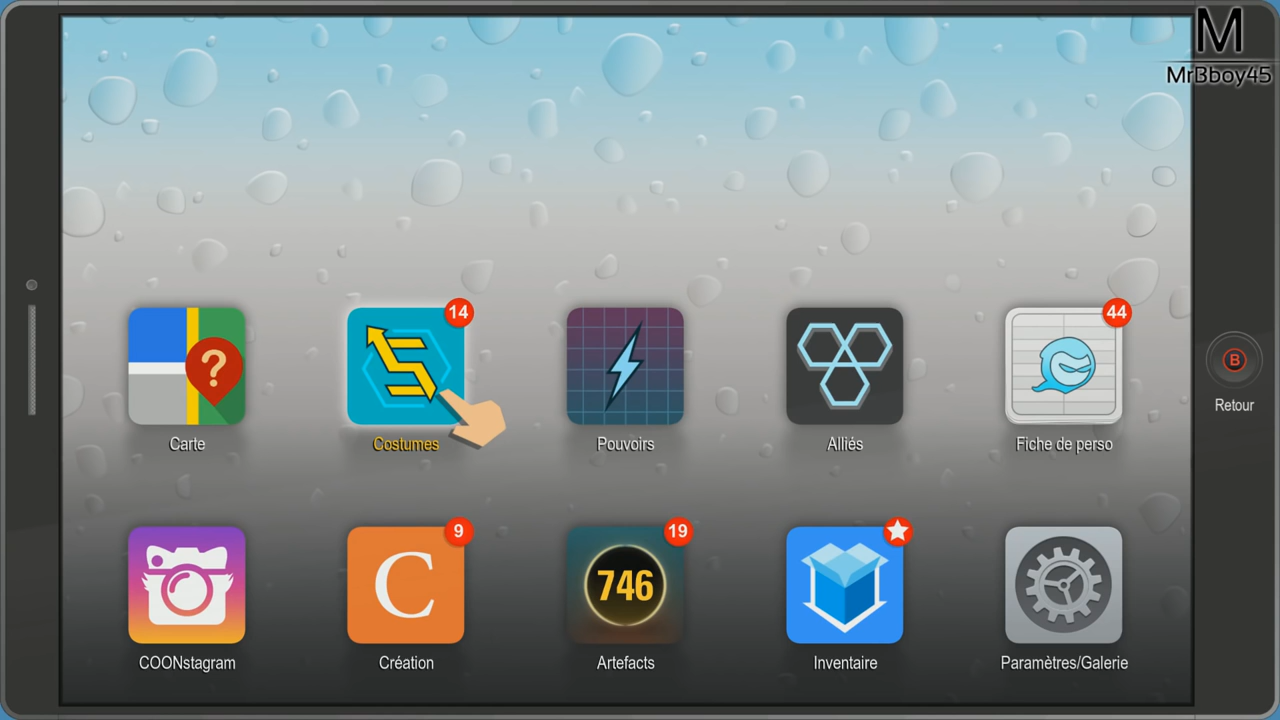 M
MrBboy45
14
44
?
Carte
Costumes
Pouvoirs
Alliés
Fiche de perso
B
Retour
9
19
C
746
COONstagram
Création
Artefacts
Inventaire
Paramètres/Galerie